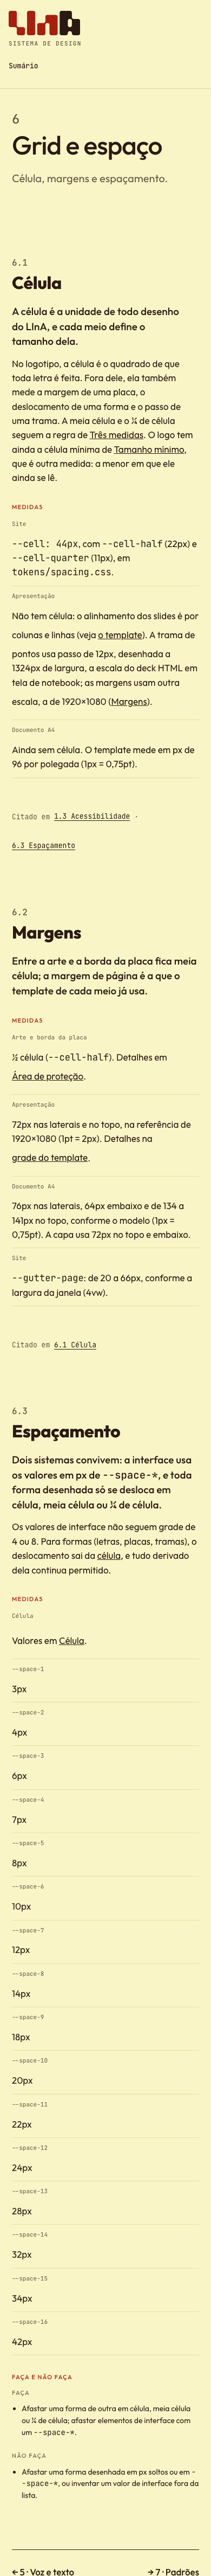 LInA
SISTEMA DE DESIGN
Sumário
6
Grid e espaço
Célula, margens e espaçamento.
6.1
Célula
A célula é a unidade de todo desenho
do LInA, e cada meio define o
tamanho dela.
No logotipo, a célula é o quadrado de que
toda letra é feita. Fora dele, ela também
mede a margem de uma placa, o
deslocamento de uma forma e o passo de
uma trama. A meia célula e o ¼ de célula
seguem a regra de Três medidas. O logo tem
ainda a célula mínima de Tamanho mínimo,
que é outra medida: a menor em que ele
ainda se lê.
MEDIDAS
Site
--cell: 44px, com --cell-half (22px) e
--cell-quarter (11px), em
tokens/spacing.css.
Apresentação
Não tem célula: o alinhamento dos slides é por
colunas e linhas (veja o template). A trama de
pontos usa passo de 12px, desenhada a
1324px de largura, a escala do deck HTML em
tela de notebook; as margens usam outra
escala, a de 1920×1080 (Margens).
Documento A4
Ainda sem célula. O template mede em px de
96 por polegada (1px = 0,75pt).
Citado em 1.3 Acessibilidade ·
6.3 Espaçamento
6.2
Margens
Entre a arte e a borda da placa fica meia
célula; a margem de página é a que o
template de cada meio já usa.
MEDIDAS
Arte e borda da placa
½ célula (--cell-half). Detalhes em
Área de proteção.
Apresentação
72px nas laterais e no topo, na referência de
1920×1080 (1pt = 2px). Detalhes na
grade do template.
Documento A4
76px nas laterais, 64px embaixo e de 134 a
141px no topo, conforme o modelo (1px =
0,75pt). A capa usa 72px no topo e embaixo.
Site
--gutter-page: de 20 a 66px, conforme a
largura da janela (4vw).
Citado em 6.1 Célula
6.3
Espaçamento
Dois sistemas convivem: a interface usa
os valores em px de --space-*, e toda
forma desenhada só se desloca em
célula, meia célula ou ¼ de célula.
Os valores de interface não seguem grade de
4 ou 8. Para formas (letras, placas, tramas), o
deslocamento sai da célula, e tudo derivado
dela continua permitido.
MEDIDAS
Célula
Valores em Célula.
--space-1
3px
--space-2
4px
--space-3
6px
--space-4
7px
--space-5
8px
--space-6
10px
--space-7
12px
--space-8
14px
--space-9
18px
--space-10
20px
--space-11
22px
--space-12
24px
--space-13
28px
--space-14
32px
--space-15
34px
--space-16
42px
FAÇA E NÃO FAÇA
FAÇA
Afastar uma forma de outra em célula, meia célula
ou ¼ de célula; afastar elementos de interface com
um --space-*.
NÃO FAÇA
Afastar uma forma desenhada em px soltos ou em -
-space-*, ou inventar um valor de interface fora da
lista.
← 5 · Voz e texto
→ 7 · Padrões